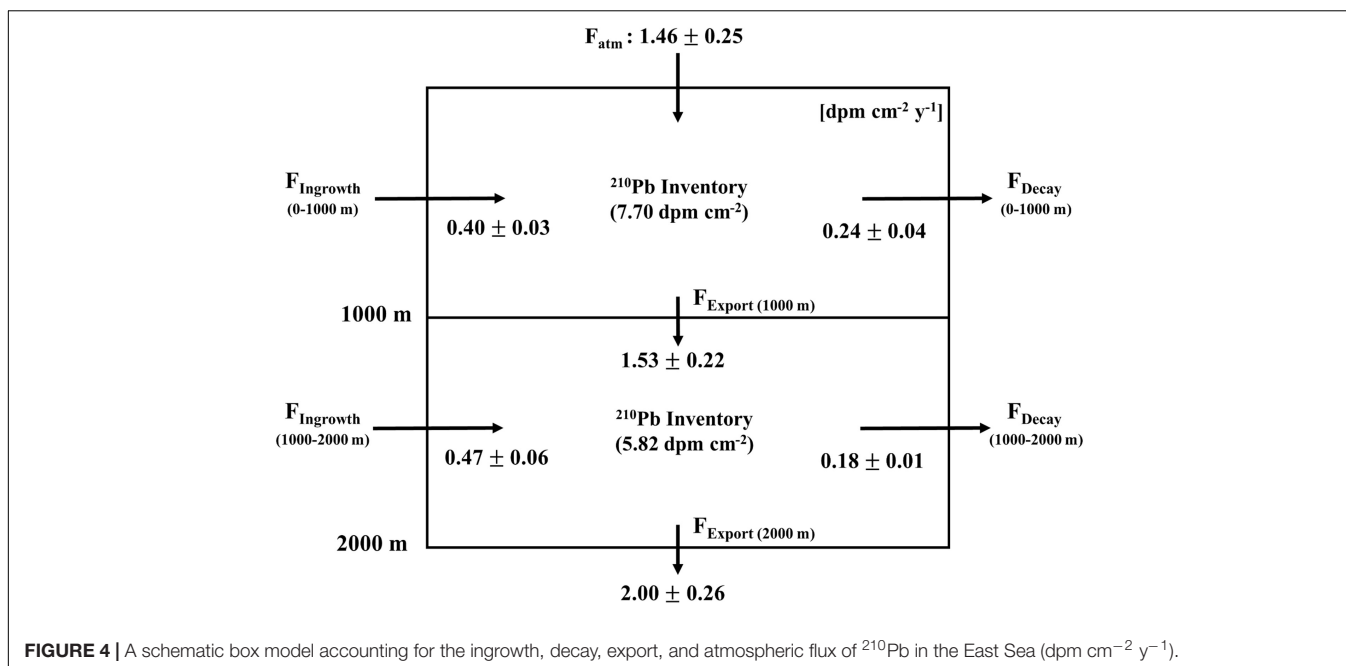 F_atm : 1.46 ± 0.25
[dpm cm⁻² y⁻¹]
F_Ingrowth
(0-1000 m)
0.40 ± 0.03
²¹⁰Pb Inventory
(7.70 dpm cm⁻²)
F_Decay
(0-1000 m)
0.24 ± 0.04
1000 m
F_Export (1000 m)
1.53 ± 0.22
F_Ingrowth
(1000-2000 m)
0.47 ± 0.06
²¹⁰Pb Inventory
(5.82 dpm cm⁻²)
F_Decay
(1000-2000 m)
0.18 ± 0.01
2000 m
F_Export (2000 m)
2.00 ± 0.26
FIGURE 4 | A schematic box model accounting for the ingrowth, decay, export, and atmospheric flux of ²¹⁰Pb in the East Sea (dpm cm⁻² y⁻¹).